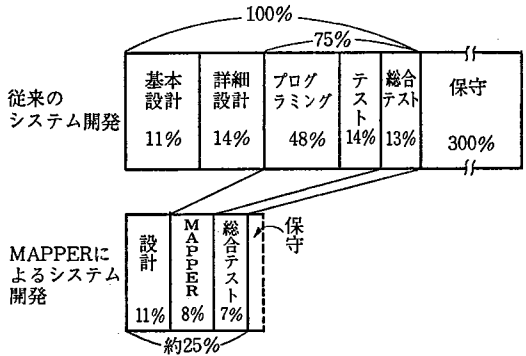 100%
75%
従来の
システム開発
基本
設計
11%
詳細
設計
14%
プログ
ラミング
48%
テスト
14%
総合
テスト
13%
保守
300%
MAPPERに
よるシステム
開発
設計
11%
MAPPER
8%
総合テスト
7%
保守
約25%